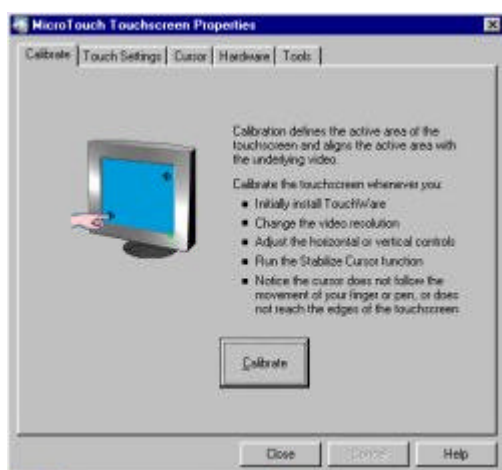 MicroTouch Touchscreen Properties
Calibrate Touch Settings Cursor Hardware Tools
Calibration defines the active area of the
touchscreen and aligns the active area with
the underlying video.
Calibrate the touchscreen whenever you:
Initially install TouchWare
Change the video resolution
Adjust the horizontal or vertical controls
Run the Stabilize Cursor function
Notice the cursor does not follow the
movement of your finger or pen, or does
not reach the edges of the touchscreen
Calibrate
Close Cancel Help